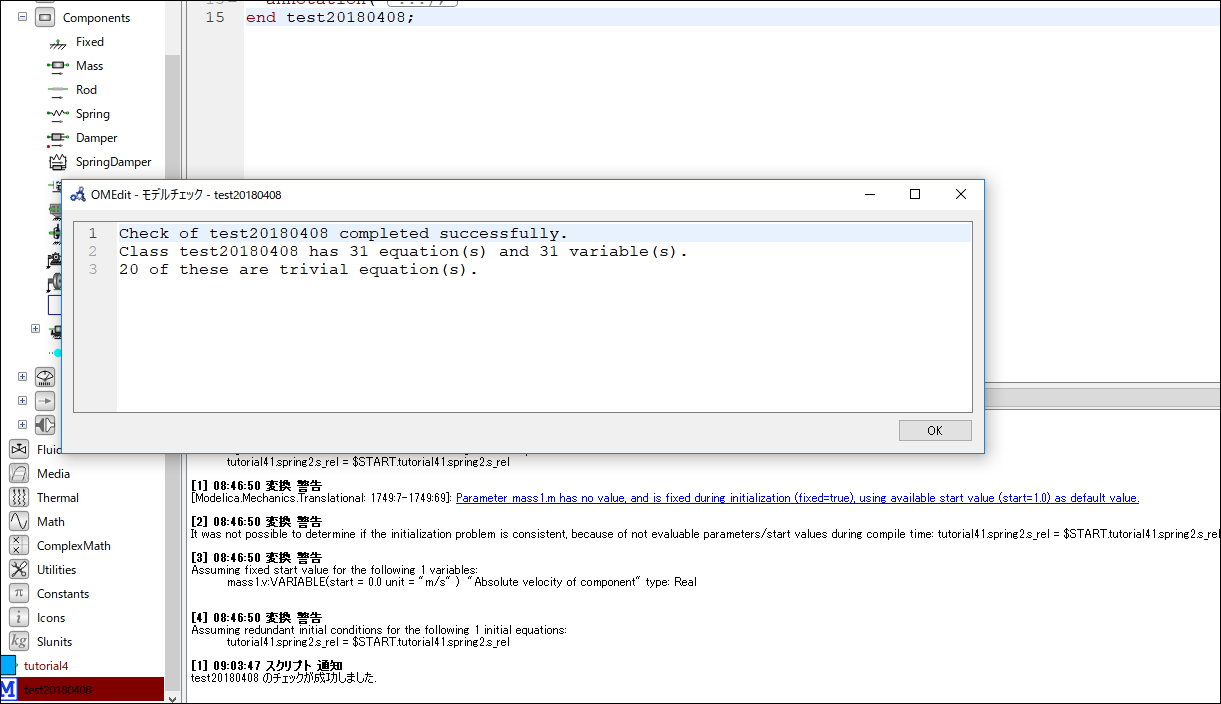 Components
Fixed
Mass
Rod
Spring
Damper
SpringDamper
15 end test20180408;
OMEdit - モデルチェック - test20180408
1 Check of test20180408 completed successfully.
2 Class test20180408 has 31 equation(s) and 31 variable(s).
3 20 of these are trivial equation(s).
OK
Fluid
Media
Thermal
Math
ComplexMath
Utilities
Constants
Icons
SIunits
tutorial4
test20180408
tutorial41.spring2.s_rel = $START.tutorial41.spring2.s_rel
[1] 08:46:50 変換 警告
[Modelica.Mechanics.Translational: 1749:7-1749:69]: Parameter mass1.m has no value, and is fixed during initialization (fixed=true), using available start value (start=1.0) as default value.
[2] 08:46:50 変換 警告
It was not possible to determine if the initialization problem is consistent, because of not evaluable parameters/start values during compile time: tutorial41.spring2.s_rel = $START.tutorial41.spring2.s_rel
[3] 08:46:50 変換 警告
Assuming fixed start value for the following 1 variables:
mass1.v:VARIABLE(start = 0.0 unit = "m/s" ) "Absolute velocity of component" type: Real
[4] 08:46:50 変換 警告
Assuming redundant initial conditions for the following 1 initial equations:
tutorial41.spring2.s_rel = $START.tutorial41.spring2.s_rel
[1] 09:03:47 スクリプト 通知
test20180408 のチェックが成功しました.